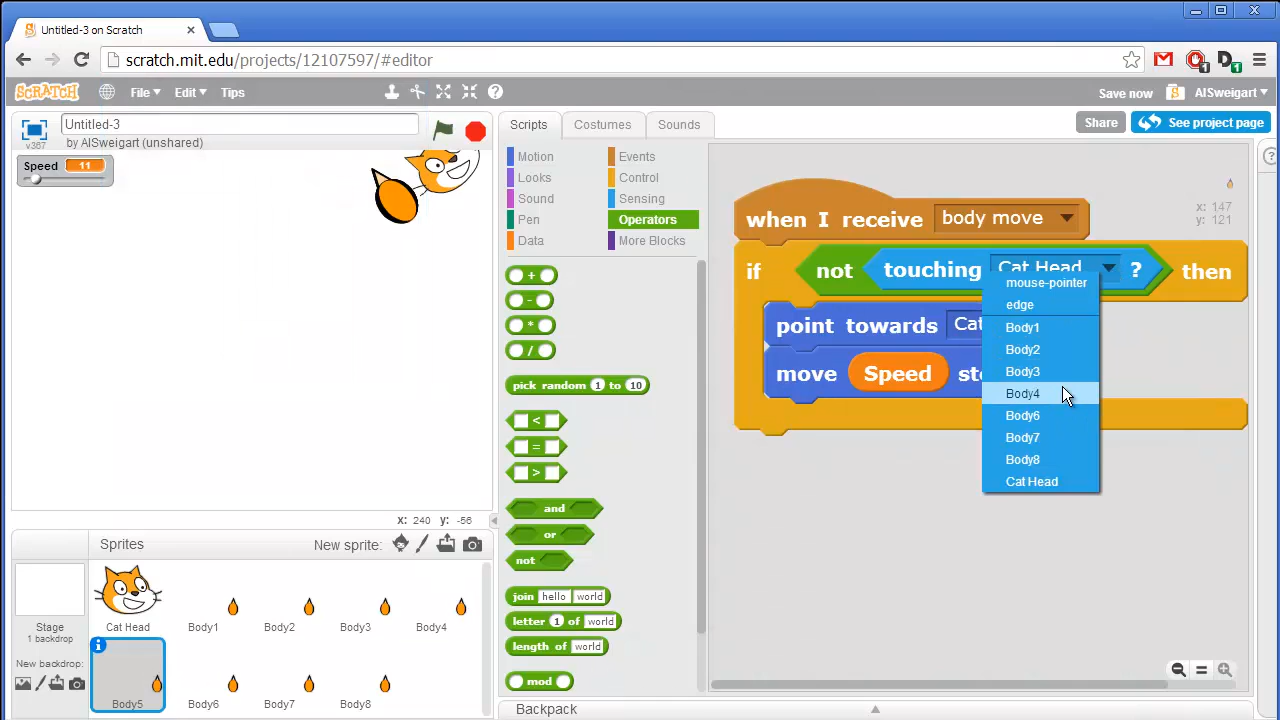 Untitled-3 on Scratch
scratch.mit.edu/projects/12107597/#editor
1
1
SCRATCH
File
Edit
Tips
Save now
AlSweigart
Untitled-3
by AlSweigart (unshared)
v387
Scripts
Costumes
Sounds
Share
See project page
Speed 11
Motion
Looks
Sound
Pen
Data
Events
Control
Sensing
Operators
More Blocks
+
-
*
/
pick random 1 to 10
<
=
>
and
or
not
join hello world
letter 1 of world
length of world
mod
when I receive body move
if not touching Cat Head ? then
point towards Cat
move Speed
mouse-pointer
edge
Body1
Body2
Body3
Body4
Body6
Body7
Body8
Cat Head
x: 147
y: 121
x: 240 y: -56
Sprites
New sprite:
Stage
1 backdrop
New backdrop:
Cat Head
Body1
Body2
Body3
Body4
Body5
Body6
Body7
Body8
Backpack